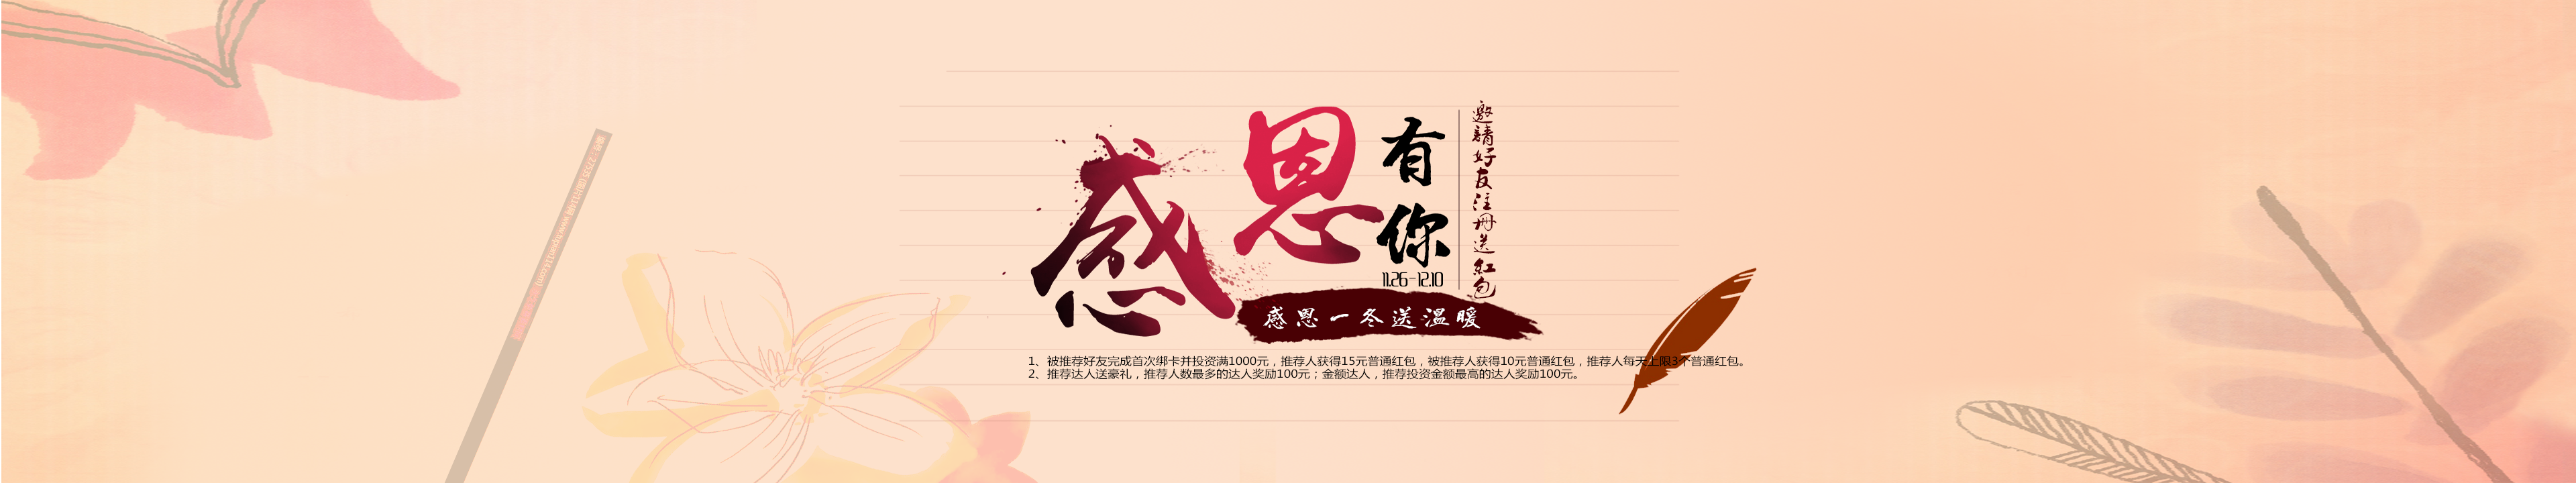 感恩
有你
11.26-12.10
邀請好友注册送紅包
感恩一冬送温暖
1、被推荐好友完成首次绑卡并投资满1000元，推荐人获得15元普通红包，被推荐人获得10元普通红包，推荐人每天上限3个普通红包。
2、推荐达人送豪礼，推荐人数最多的达人奖励100元；金额达人，推荐投资金额最高的达人奖励100元。